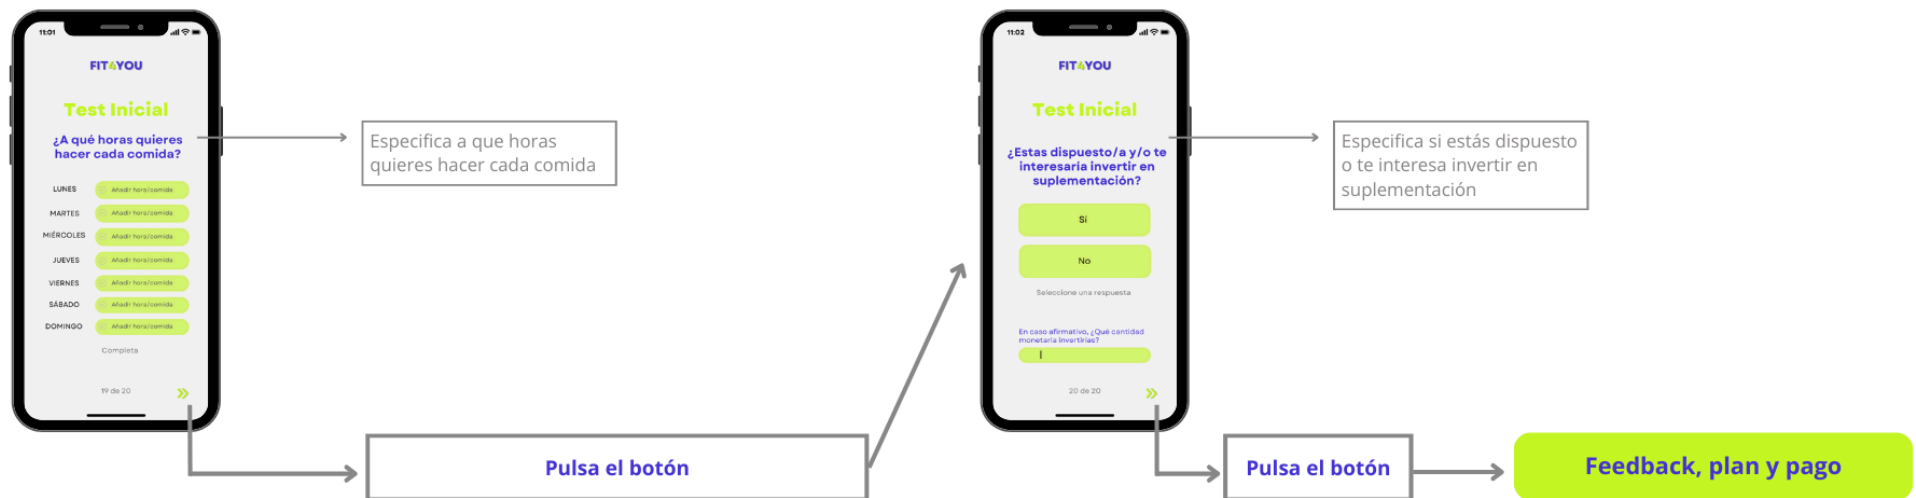 11:01
FIT4YOU
Test Inicial
¿A qué horas quieres
hacer cada comida?
LUNES Añadir hora/comida
MARTES Añadir hora/comida
MIÉRCOLES Añadir hora/comida
JUEVES Añadir hora/comida
VIERNES Añadir hora/comida
SÁBADO Añadir hora/comida
DOMINGO Añadir hora/comida
Completa
19 de 20
Especifica a que horas
quieres hacer cada comida
Pulsa el botón
11:02
FIT4YOU
Test Inicial
¿Estas dispuesto/a y/o te
interesaría invertir en
suplementación?
Si
No
Seleccione una respuesta
En caso afirmativo, ¿Qué cantidad
monetaria invertirías?
20 de 20
Especifica si estás dispuesto
o te interesa invertir en
suplementación
Pulsa el botón
Feedback, plan y pago